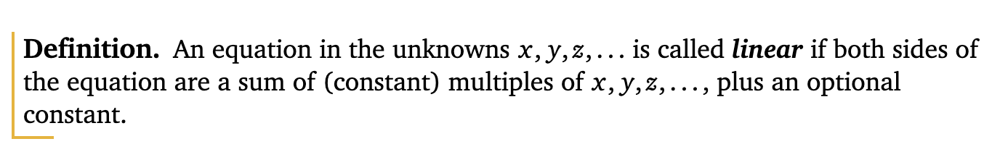 Definition. An equation in the unknowns x, y, z, . . . is called linear if both sides of
the equation are a sum of (constant) multiples of x, y, z, . . ., plus an optional
constant.